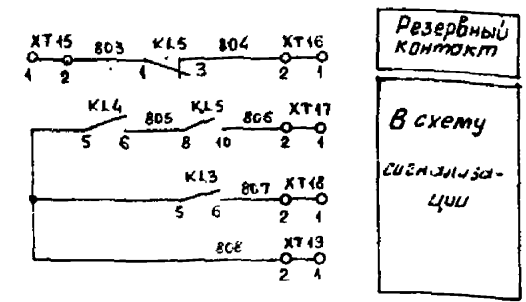 XT15 803 KL5 804 XT16
1 2 1 3 2 1
Резервный
контакт
KL4 805 KL5 806 XT17
5 6 8 10 2 1
В схему
сигнализа-
ции
KL3 807 XT18
5 6 2 1
808 XT19
2 1